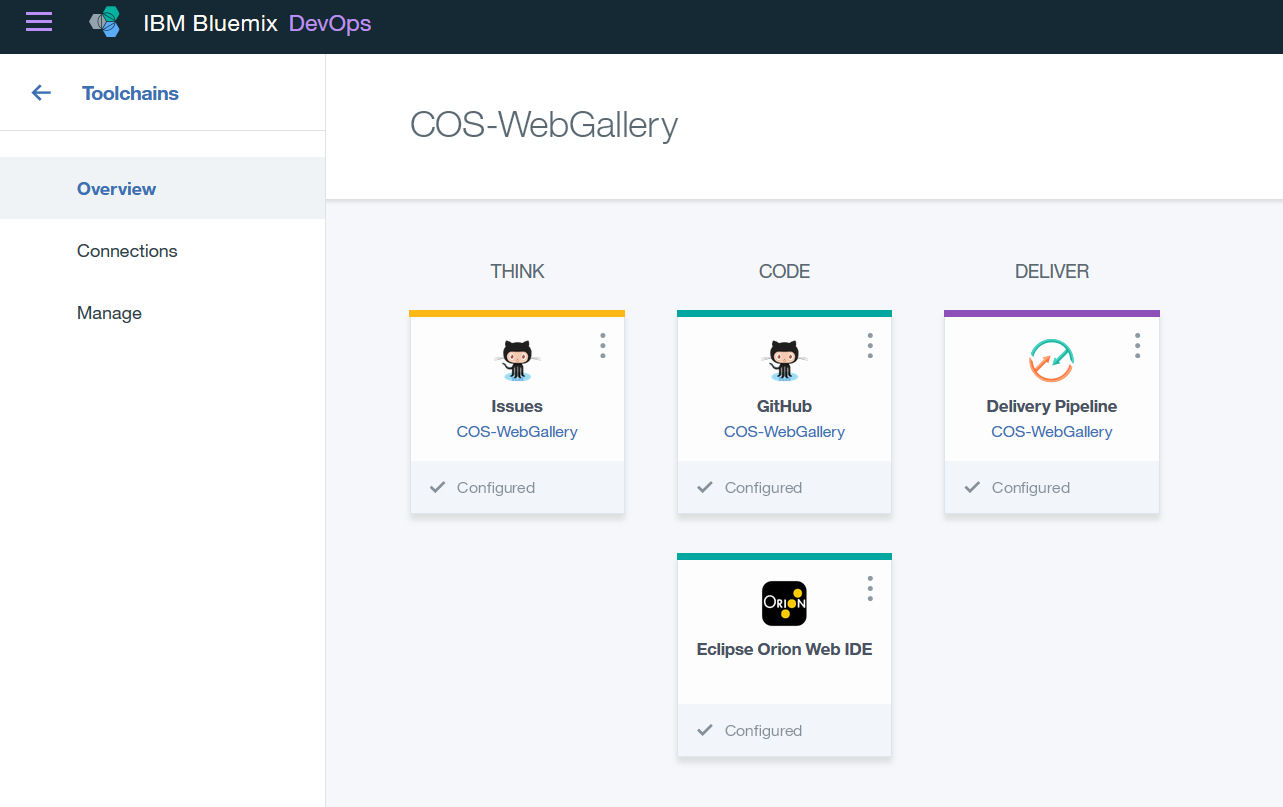 IBM Bluemix DevOps
Toolchains
Overview
Connections
Manage
COS-WebGallery
THINK
Issues
COS-WebGallery
Configured
CODE
GitHub
COS-WebGallery
Configured
ORION
Eclipse Orion Web IDE
Configured
DELIVER
Delivery Pipeline
COS-WebGallery
Configured